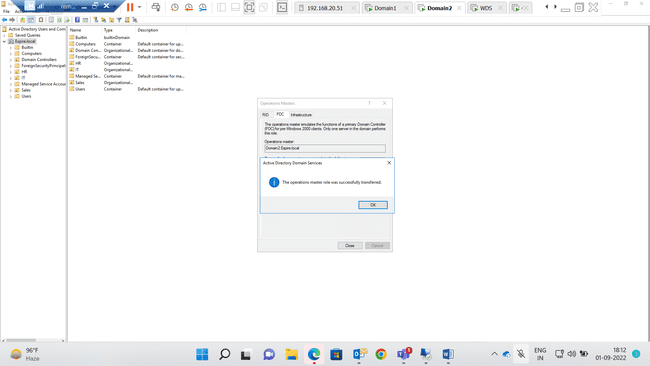 192.168.20.51
Domain1
Domain2
WDS
File
Active Directory Users and Com
Saved Queries
Expire.local
Builtin
Computers
Domain Controllers
ForeignSecurityPrincipals
HR
IT
Managed Service Accoun
Sales
Users
Name Type Description
Builtin builtinDomain
Computers Container Default container for up...
Domain Con... Organizational... Default container for do...
ForeignSecu... Container Default container for sec...
HR Organizational...
IT Organizational...
Managed Se... Container Default container for ma...
Sales Organizational...
Users Container Default container for up...
Operations Masters ?
RID PDC Infrastructure
The operations master emulates the functions of a primary Domain Controller
(PDC) for pre-Windows 2000 clients. Only one server in the domain performs
this role.
Operations master:
Domain2.Expire.local
Active Directory Domain Services
The operations master role was successfully transferred.
OK
Close Cancel
96°F
Haze
ENG
IN
18:12
01-09-2022